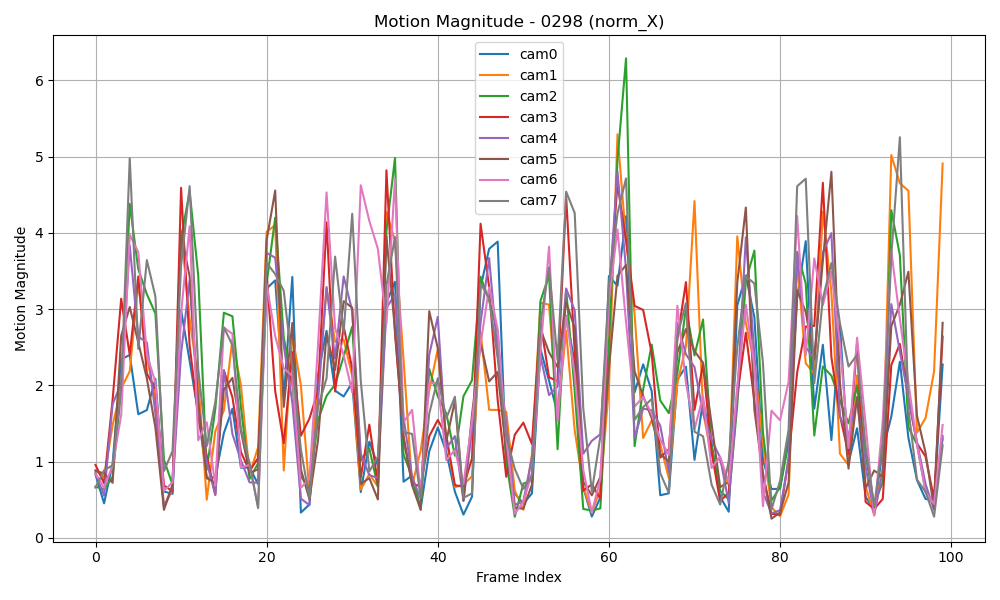 Motion Magnitude - 0298 (norm_X)
cam0
cam1
cam2
cam3
cam4
cam5
cam6
cam7
Motion Magnitude
6
5
4
3
2
1
0
0 20 40 60 80 100
Frame Index